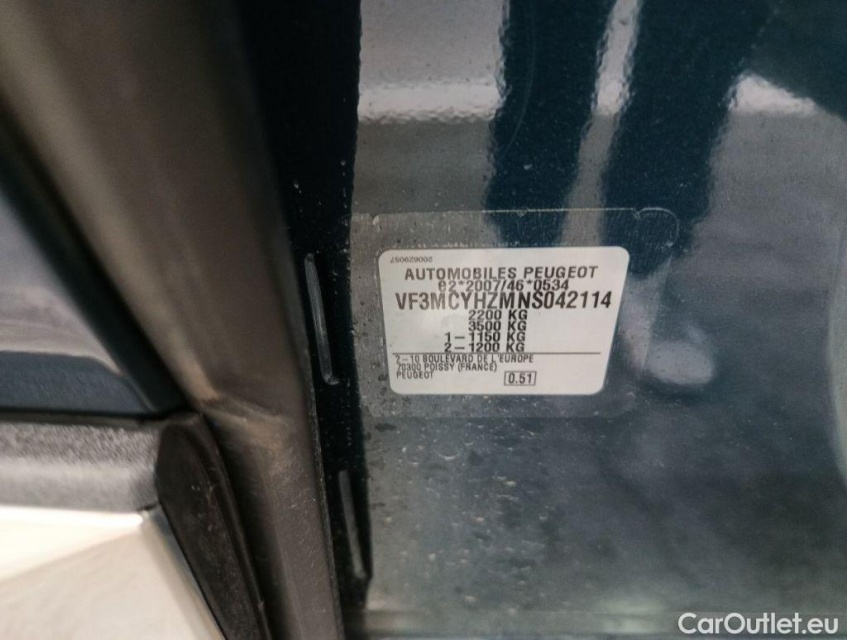 200629057
AUTOMOBILES PEUGEOT
e2*2007/46*0534
VF3MCYHZMNS042114
2200 KG
3500 KG
1-1150 KG
2-1200 KG
2-10 BOULEVARD DE L'EUROPE
78300 POISSY (FRANCE)
PEUGEOT
0.51
CarOutlet.eu